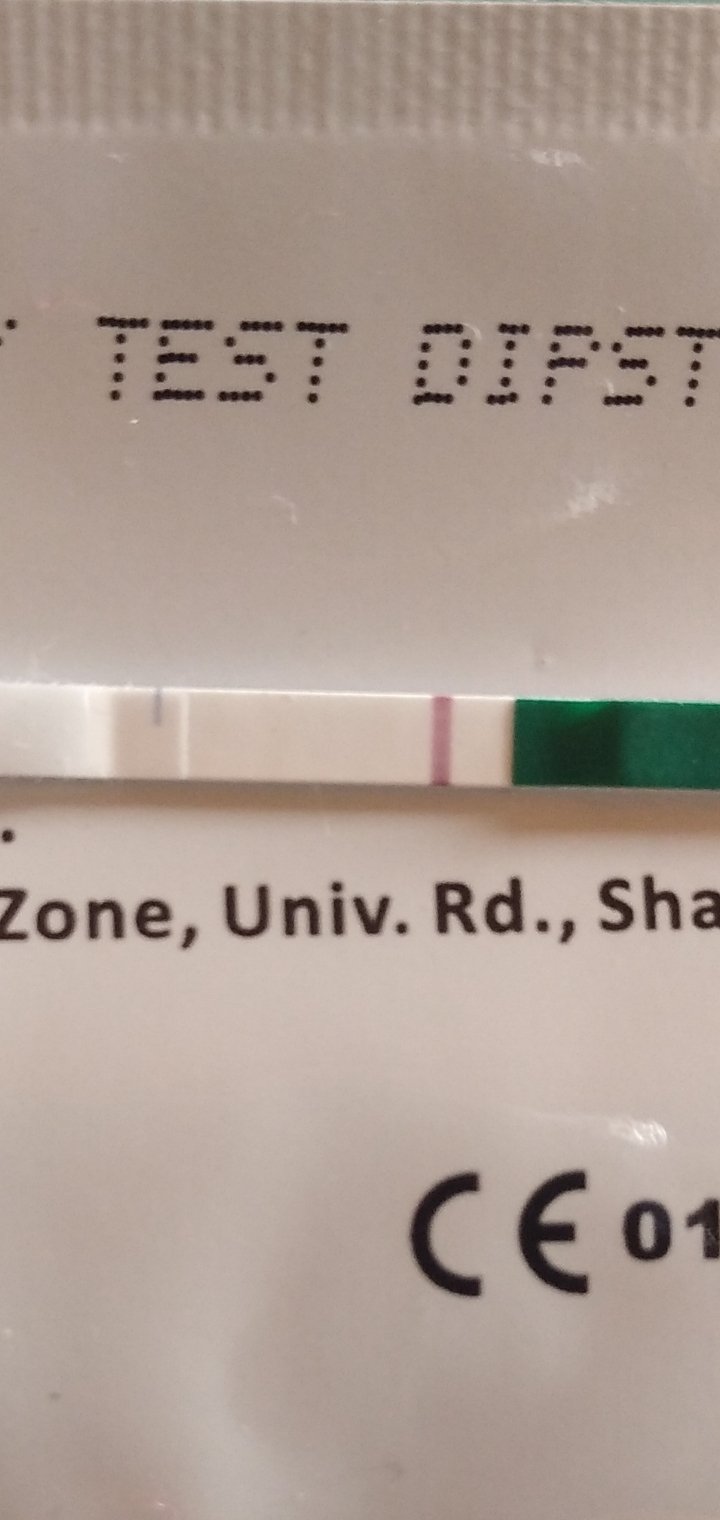 TEST DIPST
Zone, Univ. Rd., Sha
CE 01